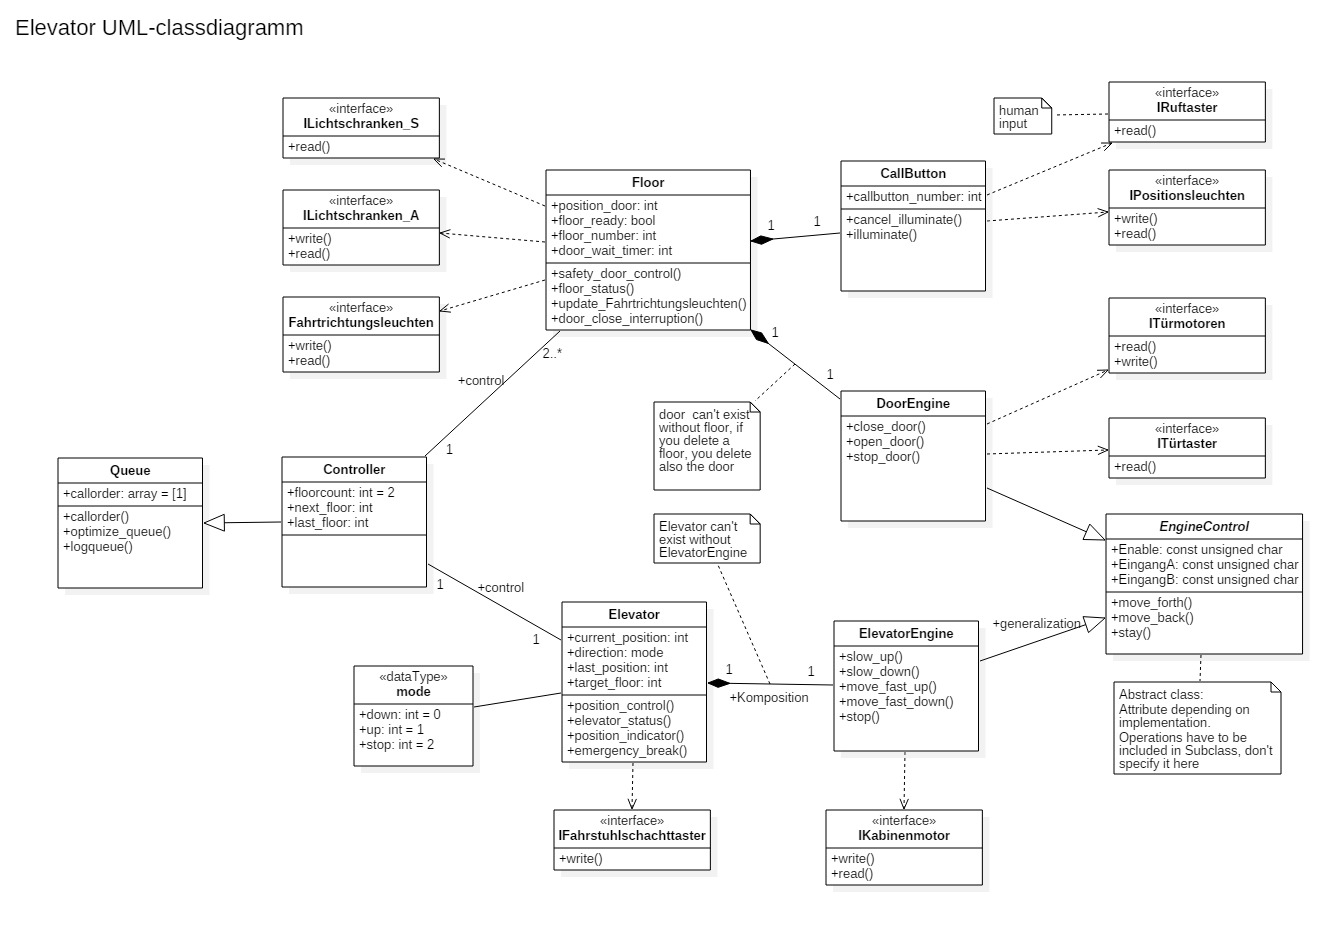 Elevator UML-classdiagramm
«interface»
ILichtschranken_S
+read()
«interface»
ILichtschranken_A
+write()
+read()
«interface»
Fahrtrichtungsleuchten
+write()
+read()
Floor
+position_door: int
+floor_ready: bool
+floor_number: int
+door_wait_timer: int
+safety_door_control()
+floor_status()
+update_Fahrtrichtungsleuchten()
+door_close_interruption()
1
1
CallButton
+callbutton_number: int
+cancel_illuminate()
+illuminate()
human
input
«interface»
IRuftaster
+read()
«interface»
IPositionsleuchten
+write()
+read()
«interface»
ITürmotoren
+read()
+write()
«interface»
ITürtaster
+read()
1
1
2..*
+control
1
door  can't exist
without floor, if
you delete a
floor, you delete
also the door
DoorEngine
+close_door()
+open_door()
+stop_door()
Queue
+callorder: array = [1]
+callorder()
+optimize_queue()
+logqueue()
Controller
+floorcount: int = 2
+next_floor: int
+last_floor: int
Elevator can't
exist without
ElevatorEngine
EngineControl
+Enable: const unsigned char
+EingangA: const unsigned char
+EingangB: const unsigned char
+move_forth()
+move_back()
+stay()
1
+control
1
Elevator
+current_position: int
+direction: mode
+last_position: int
+target_floor: int
+position_control()
+elevator_status()
+position_indicator()
+emergency_break()
1
1
+Komposition
ElevatorEngine
+slow_up()
+slow_down()
+move_fast_up()
+move_fast_down()
+stop()
+generalization
«dataType»
mode
+down: int = 0
+up: int = 1
+stop: int = 2
Abstract class:
Attribute depending on
implementation.
Operations have to be
included in Subclass, don't
specify it here
«interface»
IFahrstuhlschachttaster
+write()
«interface»
IKabinenmotor
+write()
+read()